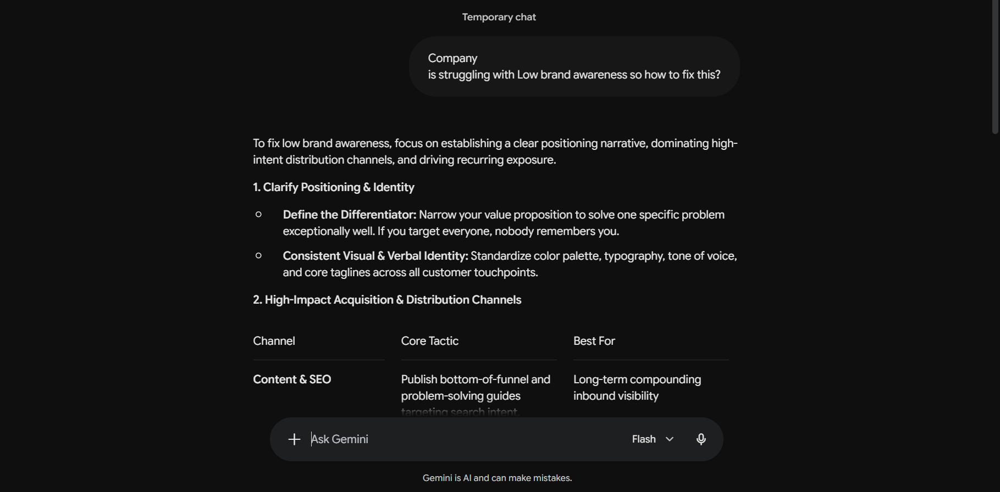 Temporary chat
Company
is struggling with Low brand awareness so how to fix this?
To fix low brand awareness, focus on establishing a clear positioning narrative, dominating high-
intent distribution channels, and driving recurring exposure.
1. Clarify Positioning & Identity
Define the Differentiator: Narrow your value proposition to solve one specific problem
exceptionally well. If you target everyone, nobody remembers you.
Consistent Visual & Verbal Identity: Standardize color palette, typography, tone of voice,
and core taglines across all customer touchpoints.
2. High-Impact Acquisition & Distribution Channels
Channel Core Tactic Best For
Content & SEO Publish bottom-of-funnel and Long-term compounding
problem-solving guides inbound visibility
targeting search intent.
Ask Gemini Flash
Gemini is AI and can make mistakes.